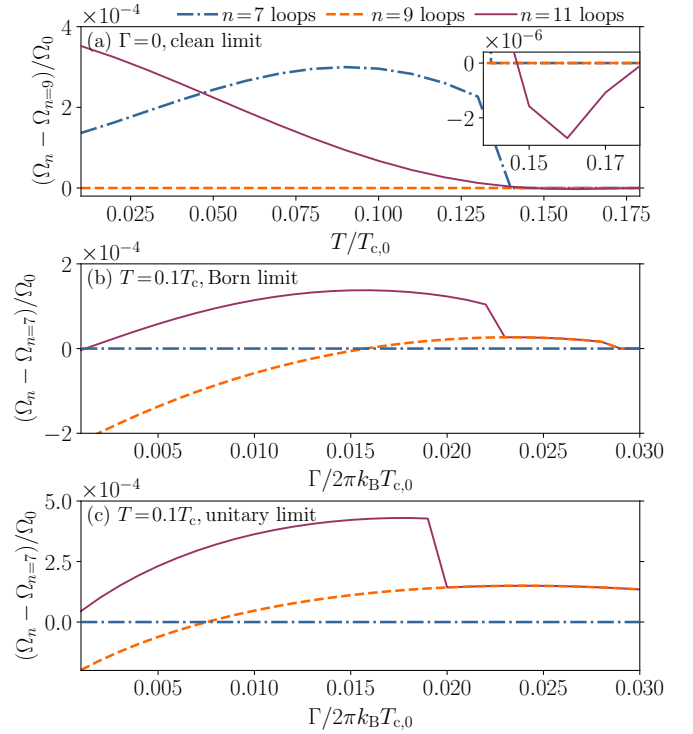 n=7 loops n=9 loops n=11 loops
×10⁻⁴
(a) Γ=0, clean limit
×10⁻⁶
0
−2
0.15 0.17
4
2
0
(Ωₙ − Ωₙ₌₉)/Ω₀
0.025 0.050 0.075 0.100 0.125 0.150 0.175
T/T_c,0
×10⁻⁴
(b) T=0.1T_c, Born limit
2
0
−2
(Ωₙ − Ωₙ₌₇)/Ω₀
0.005 0.010 0.015 0.020 0.025 0.030
Γ/2πk_BT_c,0
×10⁻⁴
(c) T=0.1T_c, unitary limit
5.0
2.5
0.0
(Ωₙ − Ωₙ₌₇)/Ω₀
0.005 0.010 0.015 0.020 0.025 0.030
Γ/2πk_BT_c,0